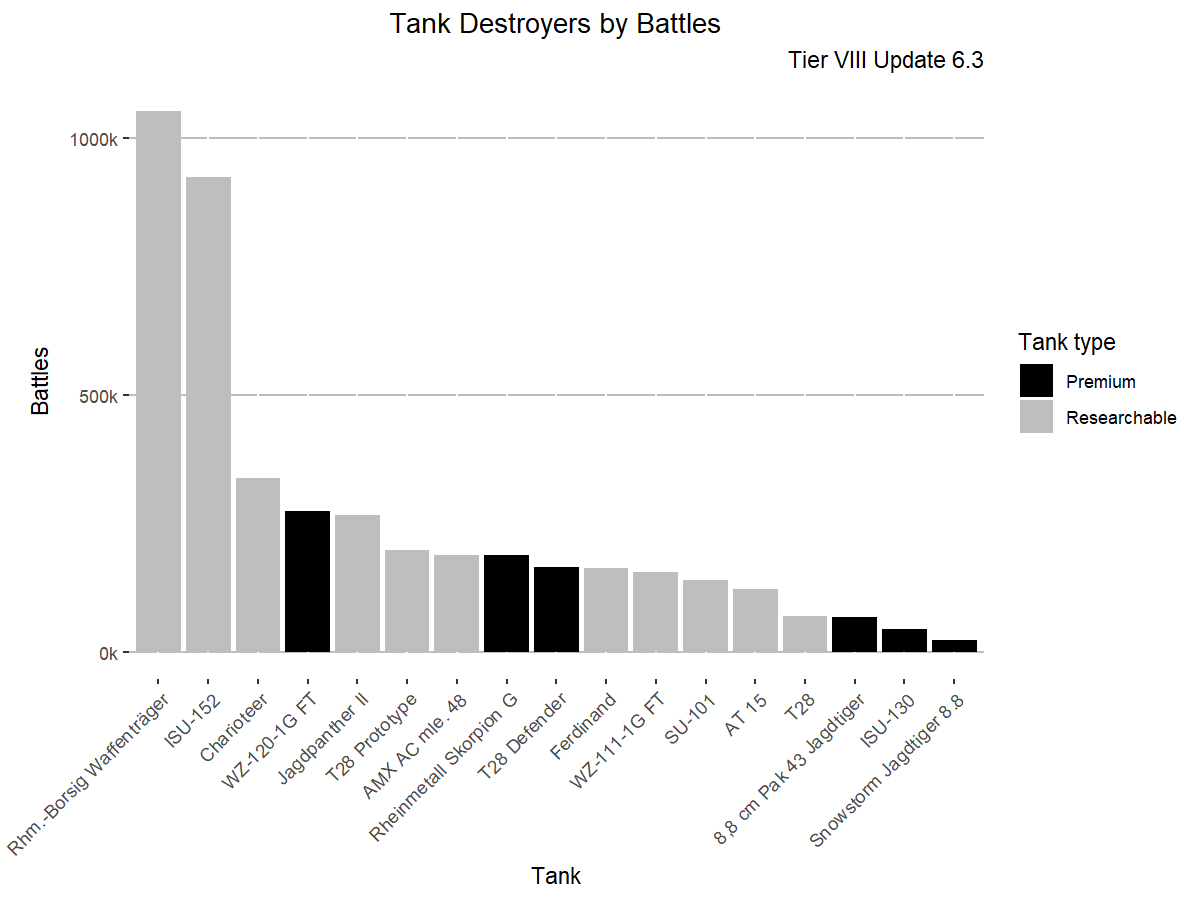 Tank Destroyers by Battles
Tier VIII Update 6.3
1000k
500k
0k
Battles
Rhm.-Borsig Waffenträger
ISU-152
Charioteer
WZ-120-1G FT
Jagdpanther II
T28 Prototype
AMX AC mle. 48
Rheinmetall Skorpion G
T28 Defender
Ferdinand
WZ-111-1G FT
SU-101
AT 15
T28
8,8 cm Pak 43 Jagdtiger
ISU-130
Snowstorm Jagdtiger 8.8
Tank
Tank type
Premium
Researchable